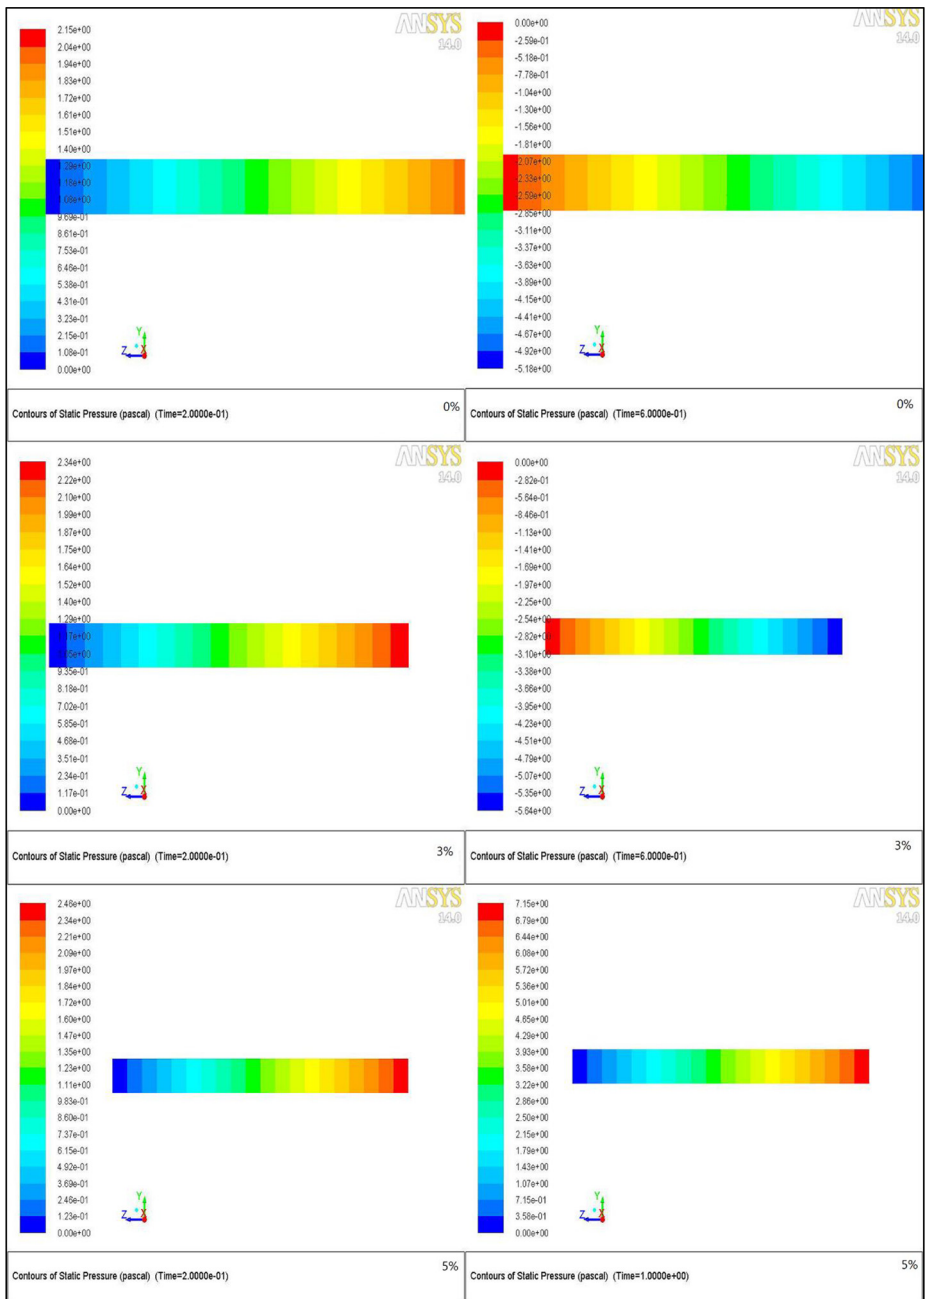 ANSYS
14.0
2.15e+00
2.04e+00
1.94e+00
1.83e+00
1.72e+00
1.61e+00
1.51e+00
1.40e+00
1.29e+00
1.18e+00
1.08e+00
9.69e-01
8.61e-01
7.53e-01
6.46e-01
5.38e-01
4.31e-01
3.23e-01
2.15e-01
1.08e-01
0.00e+00
Y
Z
X
Contours of Static Pressure (pascal) (Time=2.0000e-01)
0%
ANSYS
14.0
0.00e+00
-2.59e-01
-5.18e-01
-7.78e-01
-1.04e+00
-1.30e+00
-1.56e+00
-1.81e+00
-2.07e+00
-2.33e+00
-2.59e+00
-2.85e+00
-3.11e+00
-3.37e+00
-3.63e+00
-3.89e+00
-4.15e+00
-4.41e+00
-4.67e+00
-4.92e+00
-5.18e+00
Y
Z
X
Contours of Static Pressure (pascal) (Time=6.0000e-01)
0%
ANSYS
14.0
2.34e+00
2.22e+00
2.10e+00
1.99e+00
1.87e+00
1.75e+00
1.64e+00
1.52e+00
1.40e+00
1.29e+00
1.17e+00
1.05e+00
9.35e-01
8.18e-01
7.02e-01
5.85e-01
4.68e-01
3.51e-01
2.34e-01
1.17e-01
0.00e+00
Y
Z
X
Contours of Static Pressure (pascal) (Time=2.0000e-01)
3%
ANSYS
14.0
0.00e+00
-2.82e-01
-5.64e-01
-8.46e-01
-1.13e+00
-1.41e+00
-1.69e+00
-1.97e+00
-2.25e+00
-2.54e+00
-2.82e+00
-3.10e+00
-3.38e+00
-3.66e+00
-3.95e+00
-4.23e+00
-4.51e+00
-4.79e+00
-5.07e+00
-5.35e+00
-5.64e+00
Y
Z
X
Contours of Static Pressure (pascal) (Time=6.0000e-01)
3%
ANSYS
14.0
2.46e+00
2.34e+00
2.21e+00
2.09e+00
1.97e+00
1.84e+00
1.72e+00
1.60e+00
1.47e+00
1.35e+00
1.23e+00
1.11e+00
9.83e-01
8.60e-01
7.37e-01
6.15e-01
4.92e-01
3.69e-01
2.46e-01
1.23e-01
0.00e+00
Y
Z
X
Contours of Static Pressure (pascal) (Time=2.0000e-01)
5%
ANSYS
14.0
7.15e+00
6.79e+00
6.44e+00
6.08e+00
5.72e+00
5.36e+00
5.01e+00
4.65e+00
4.29e+00
3.93e+00
3.58e+00
3.22e+00
2.86e+00
2.50e+00
2.15e+00
1.79e+00
1.43e+00
1.07e+00
7.15e-01
3.58e-01
0.00e+00
Y
Z
X
Contours of Static Pressure (pascal) (Time=1.0000e+00)
5%